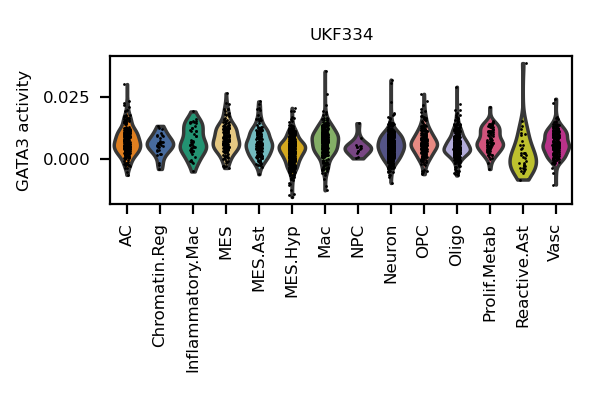 UKF334
GATA3 activity
0.025
0.000
AC
Chromatin.Reg
Inflammatory.Mac
MES
MES.Ast
MES.Hyp
Mac
NPC
Neuron
OPC
Oligo
Prolif.Metab
Reactive.Ast
Vasc